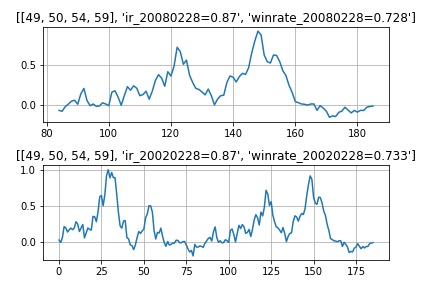 [[49, 50, 54, 59], 'ir_20080228=0.87', 'winrate_20080228=0.728']
0.5
0.0
80 100 120 140 160 180
[[49, 50, 54, 59], 'ir_20020228=0.87', 'winrate_20020228=0.733']
1.0
0.5
0.0
0 25 50 75 100 125 150 175